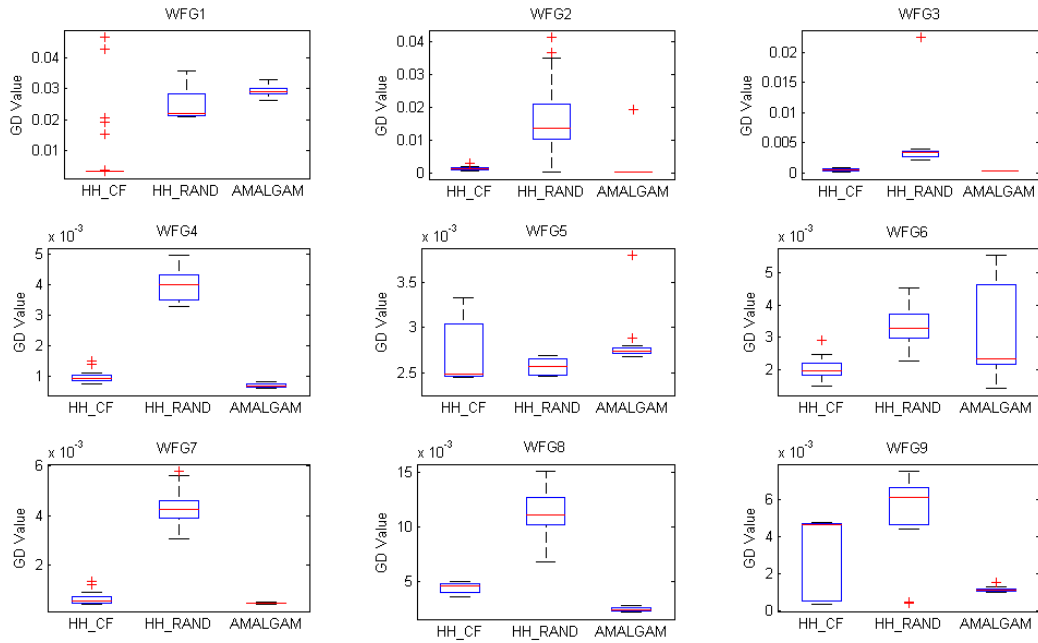 WFG1
GD Value
0.04
0.03
0.02
0.01
HH_CF HH_RAND AMALGAM
WFG2
GD Value
0.04
0.03
0.02
0.01
0
HH_CF HH_RAND AMALGAM
WFG3
GD Value
0.02
0.015
0.01
0.005
0
HH_CF HH_RAND AMALGAM
WFG4
x 10^-3
GD Value
5
4
3
2
1
HH_CF HH_RAND AMALGAM
WFG5
x 10^-3
GD Value
3.5
3
2.5
HH_CF HH_RAND AMALGAM
WFG6
x 10^-3
GD Value
5
4
3
2
HH_CF HH_RAND AMALGAM
WFG7
x 10^-3
GD Value
6
4
2
HH_CF HH_RAND AMALGAM
WFG8
x 10^-3
GD Value
15
10
5
HH_CF HH_RAND AMALGAM
WFG9
x 10^-3
GD Value
6
4
2
0
HH_CF HH_RAND AMALGAM